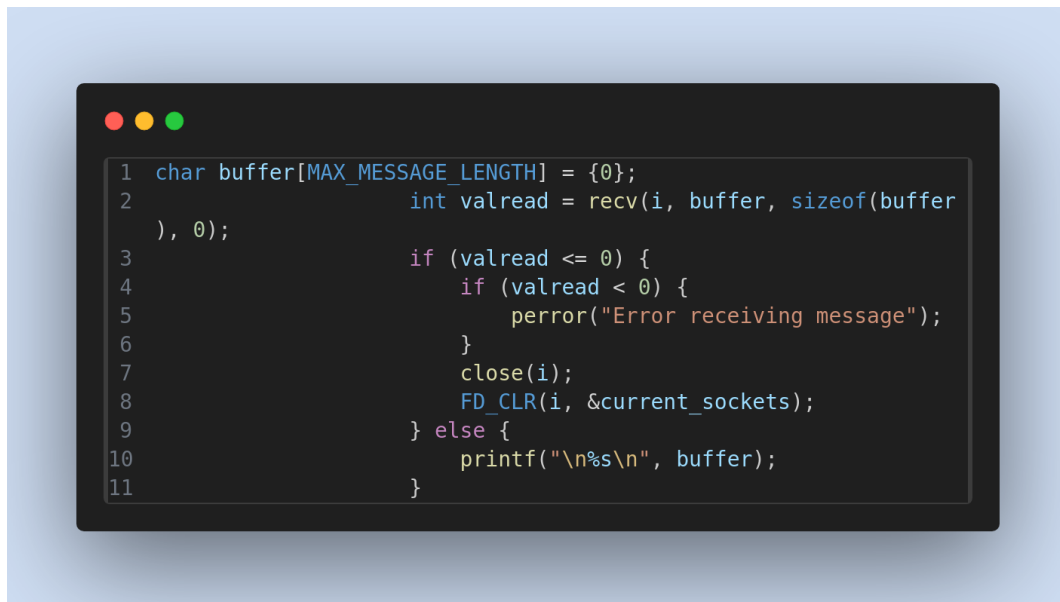 1 char buffer[MAX_MESSAGE_LENGTH] = {0};
2 int valread = recv(i, buffer, sizeof(buffer
), 0);
3 if (valread <= 0) {
4 if (valread < 0) {
5 perror("Error receiving message");
6 }
7 close(i);
8 FD_CLR(i, &current_sockets);
9 } else {
10 printf("\n%s\n", buffer);
11 }